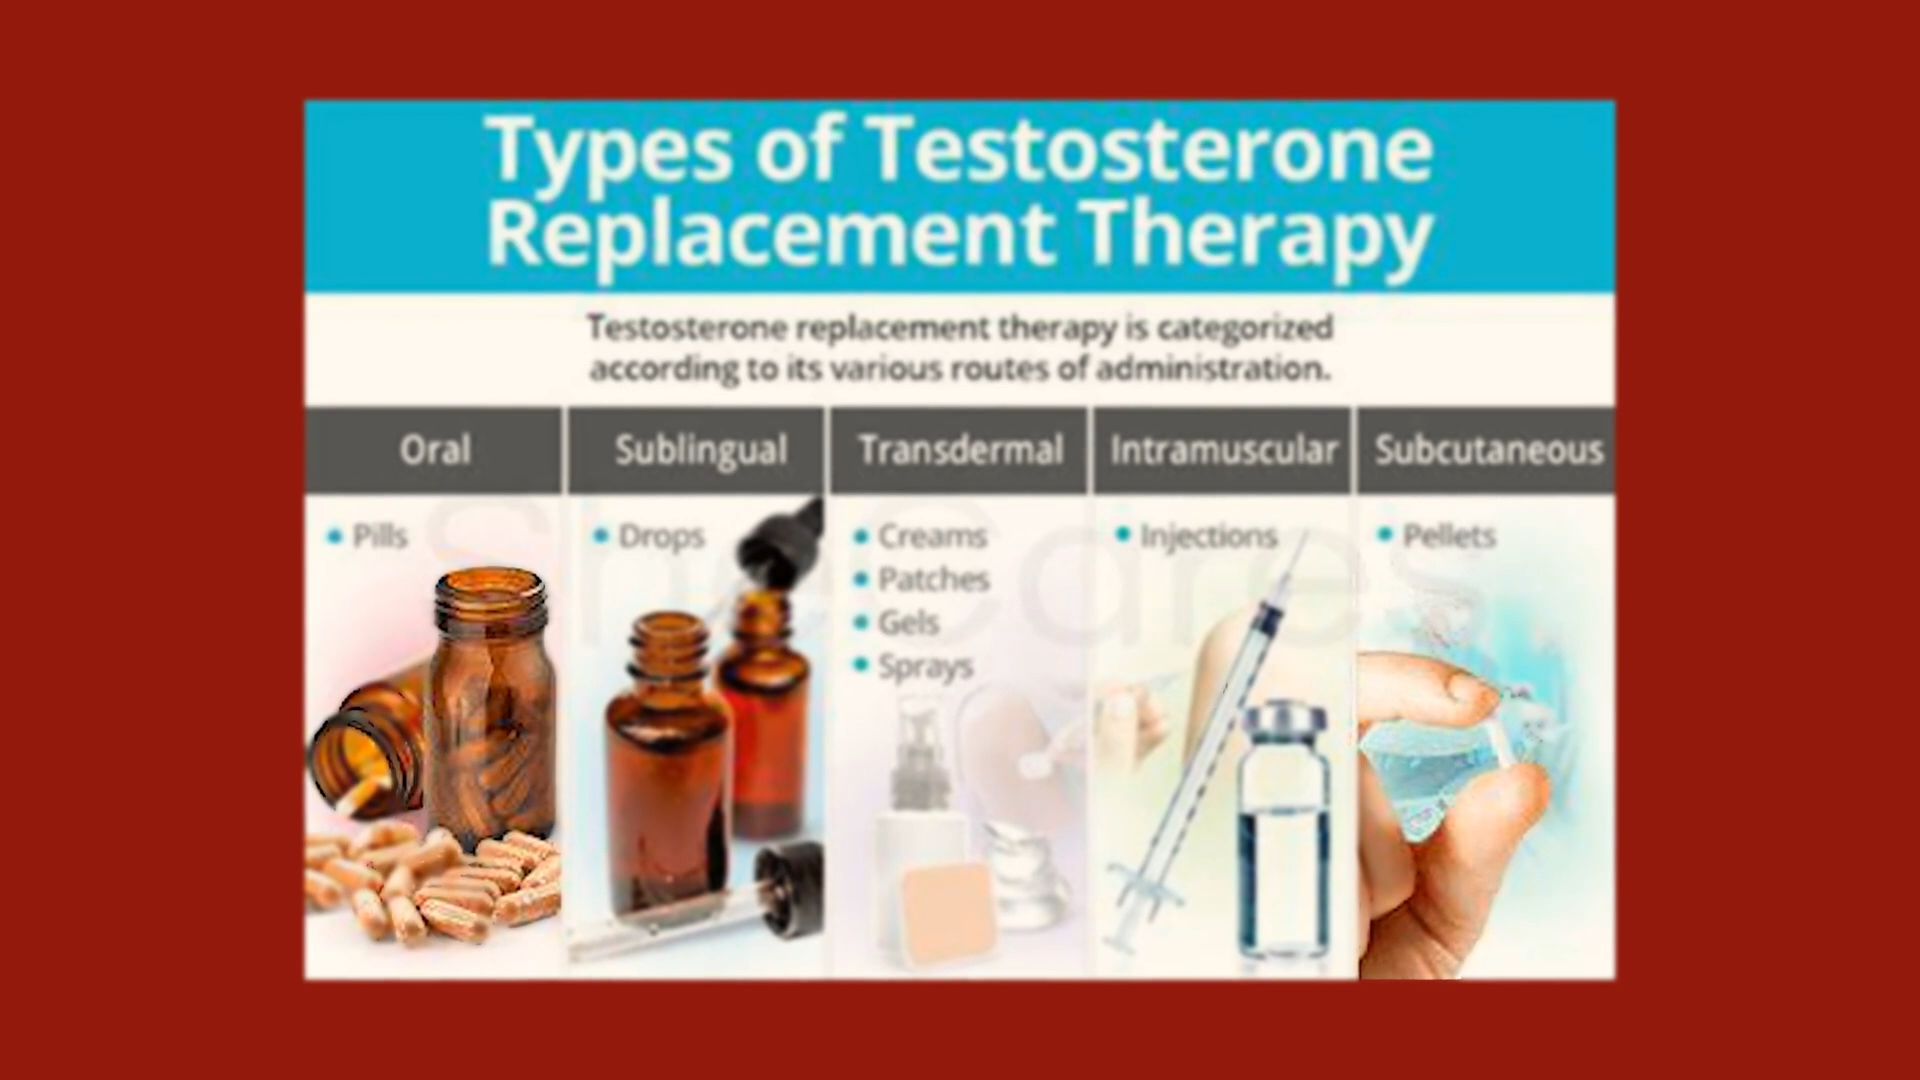 Types of Testosterone
Replacement Therapy
Testosterone replacement therapy is categorized
according to its various routes of administration.
Oral
Sublingual
Transdermal
Intramuscular
Subcutaneous
• Pills
• Drops
• Creams
• Patches
• Gels
• Sprays
• Injections
• Pellets
SheCares